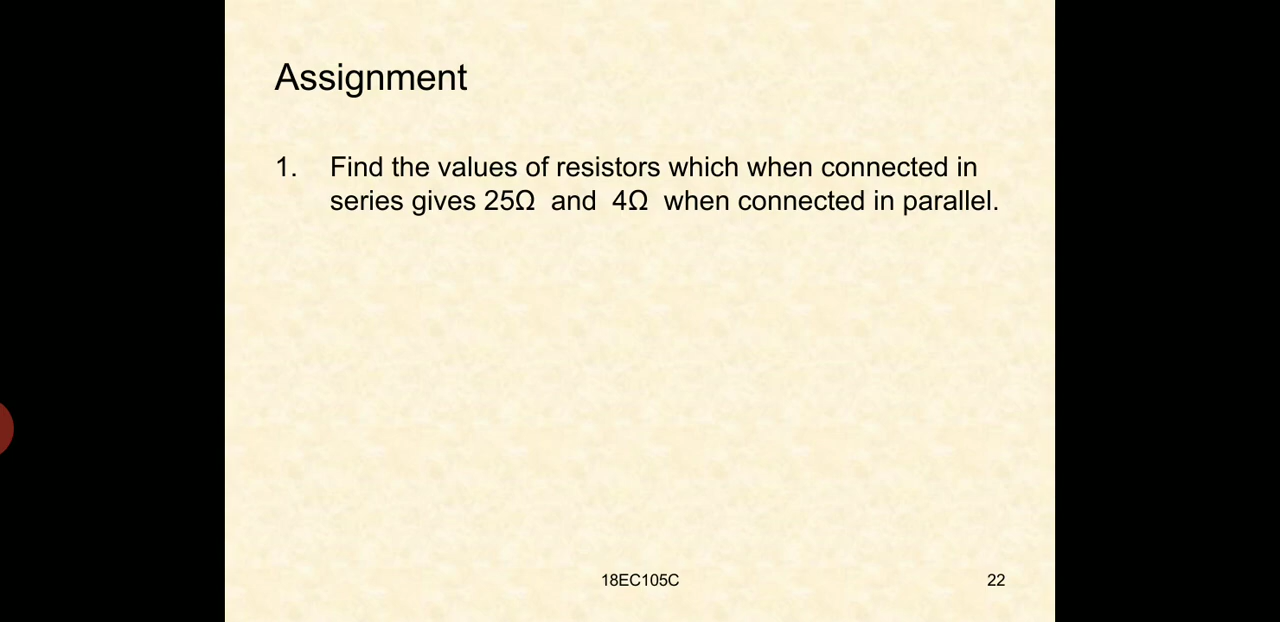 Assignment
1. Find the values of resistors which when connected in
series gives 25Ω and 4Ω when connected in parallel.
18EC105C
22